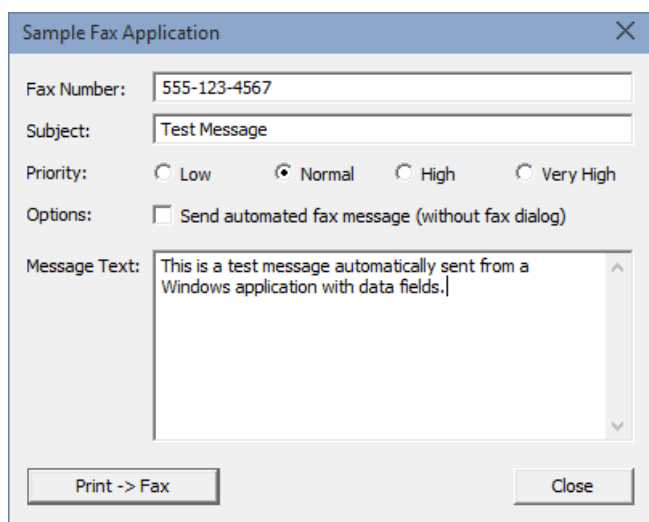 Sample Fax Application
Fax Number: 555-123-4567
Subject: Test Message
Priority: Low Normal High Very High
Options: Send automated fax message (without fax dialog)
Message Text: This is a test message automatically sent from a
Windows application with data fields.
Print -> Fax Close